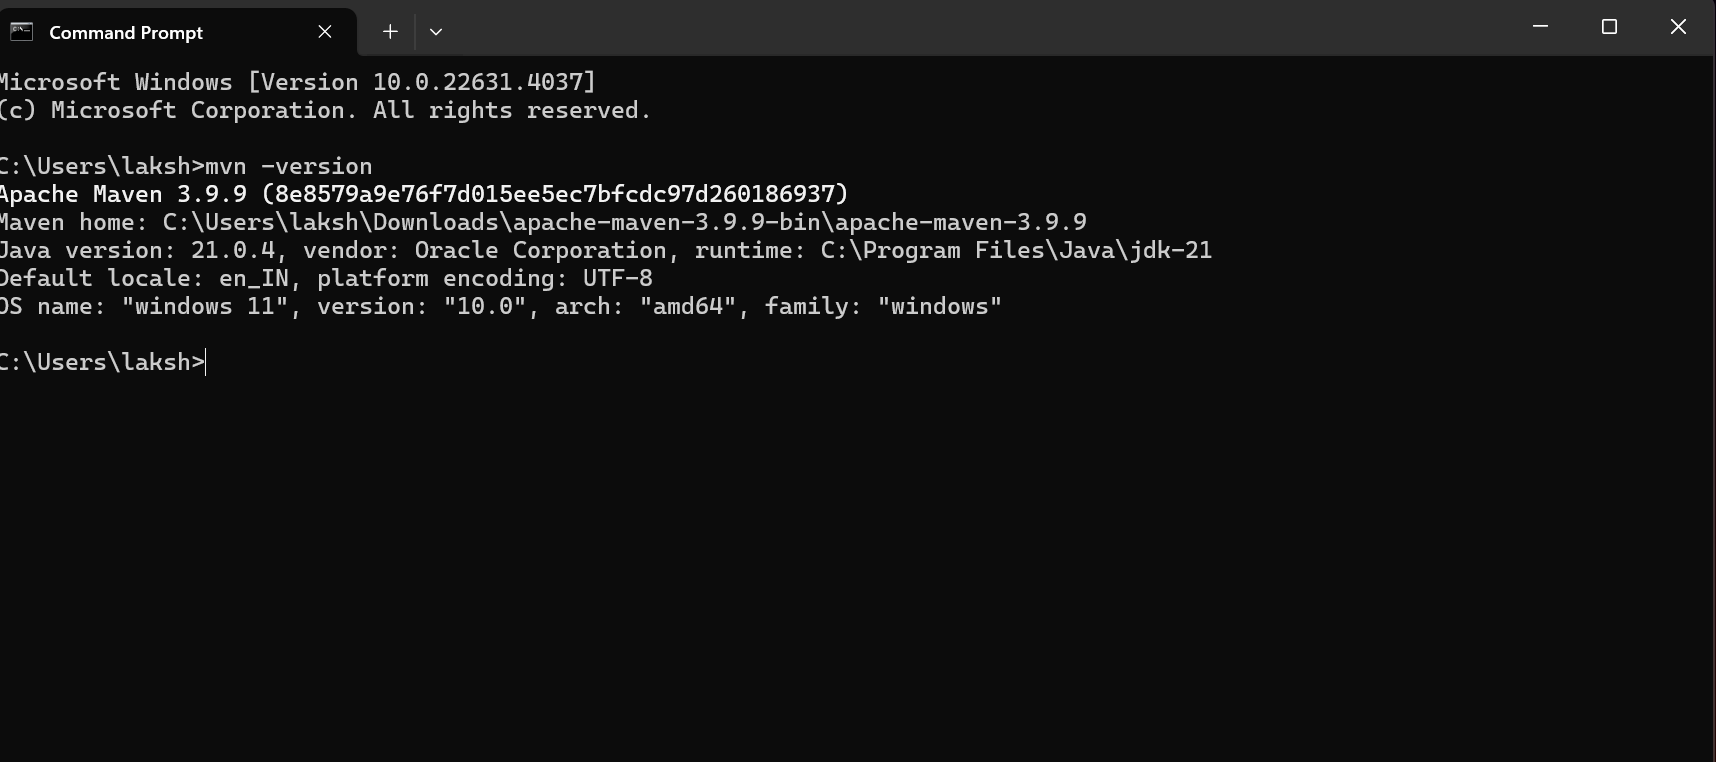 Command Prompt
Microsoft Windows [Version 10.0.22631.4037]
(c) Microsoft Corporation. All rights reserved.
C:\Users\laksh>mvn -version
Apache Maven 3.9.9 (8e8579a9e76f7d015ee5ec7bfcdc97d260186937)
Maven home: C:\Users\laksh\Downloads\apache-maven-3.9.9-bin\apache-maven-3.9.9
Java version: 21.0.4, vendor: Oracle Corporation, runtime: C:\Program Files\Java\jdk-21
Default locale: en_IN, platform encoding: UTF-8
OS name: "windows 11", version: "10.0", arch: "amd64", family: "windows"
C:\Users\laksh>